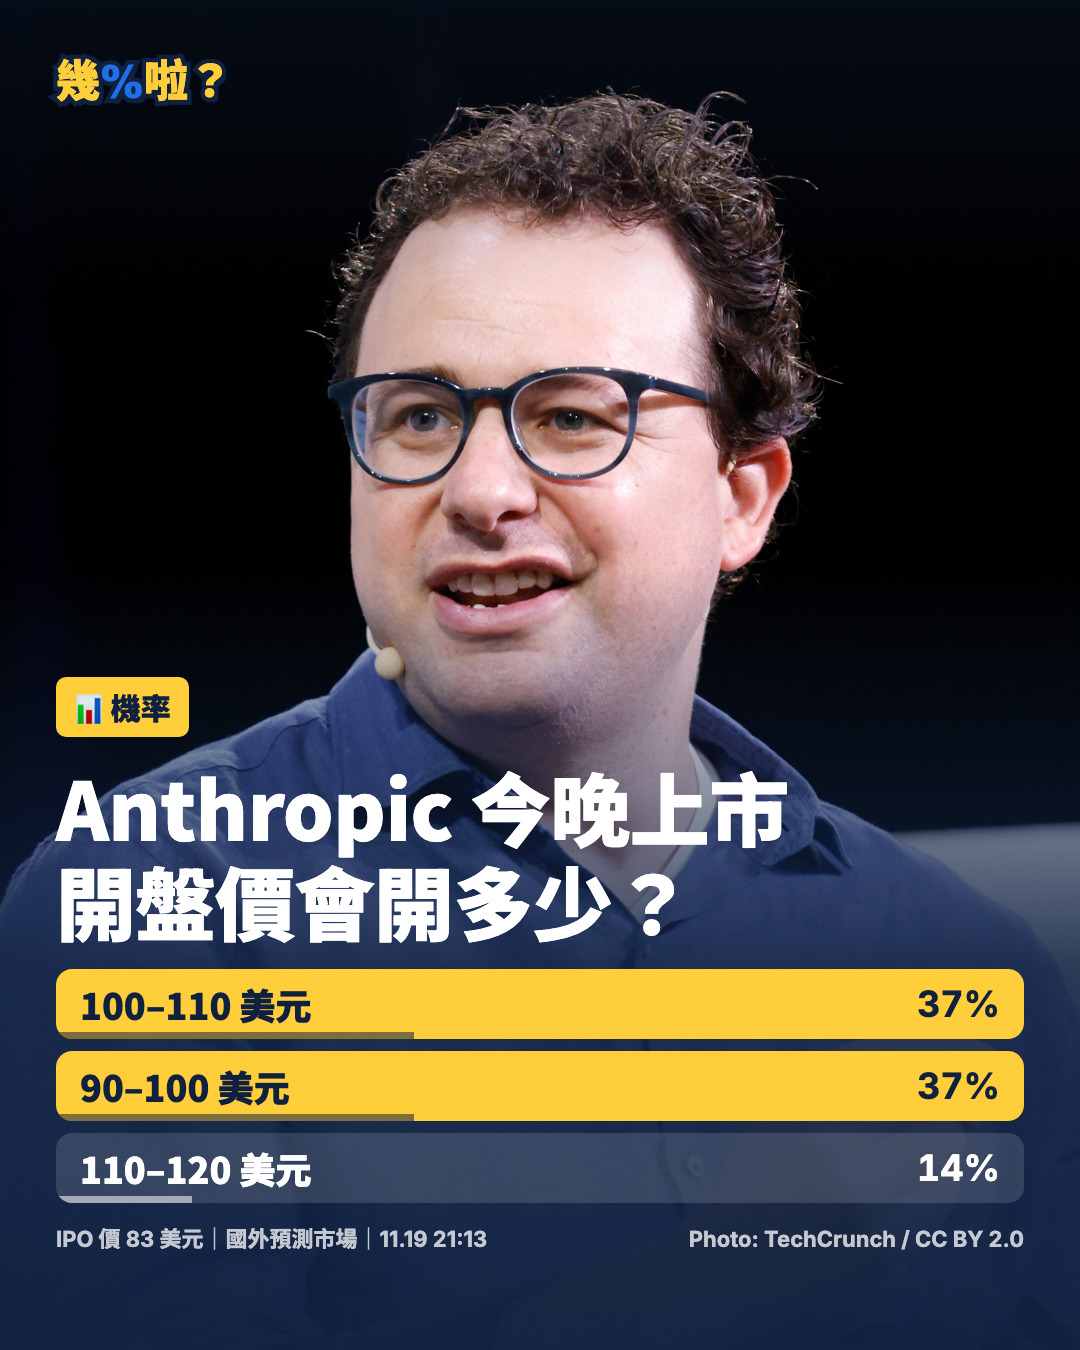 幾%啦？
📊 機率
Anthropic 今晚上市
開盤價會開多少？
100–110 美元 37%
90–100 美元 37%
110–120 美元 14%
IPO 價 83 美元｜國外預測市場｜11.19 21:13
Photo: TechCrunch / CC BY 2.0